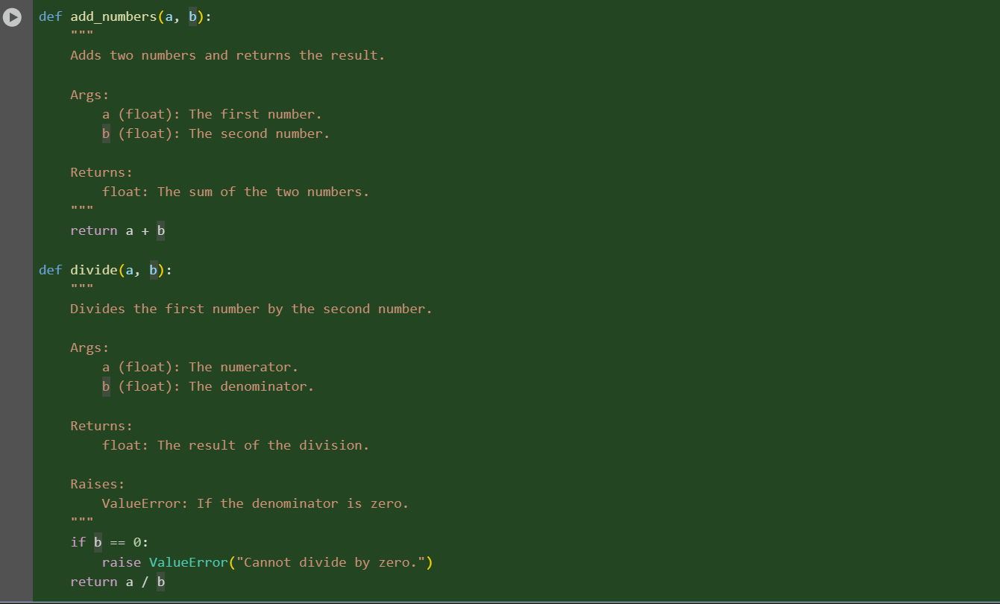 def add_numbers(a, b):
    """
    Adds two numbers and returns the result.

    Args:
        a (float): The first number.
        b (float): The second number.

    Returns:
        float: The sum of the two numbers.
    """
    return a + b

def divide(a, b):
    """
    Divides the first number by the second number.

    Args:
        a (float): The numerator.
        b (float): The denominator.

    Returns:
        float: The result of the division.

    Raises:
        ValueError: If the denominator is zero.
    """
    if b == 0:
        raise ValueError("Cannot divide by zero.")
    return a / b